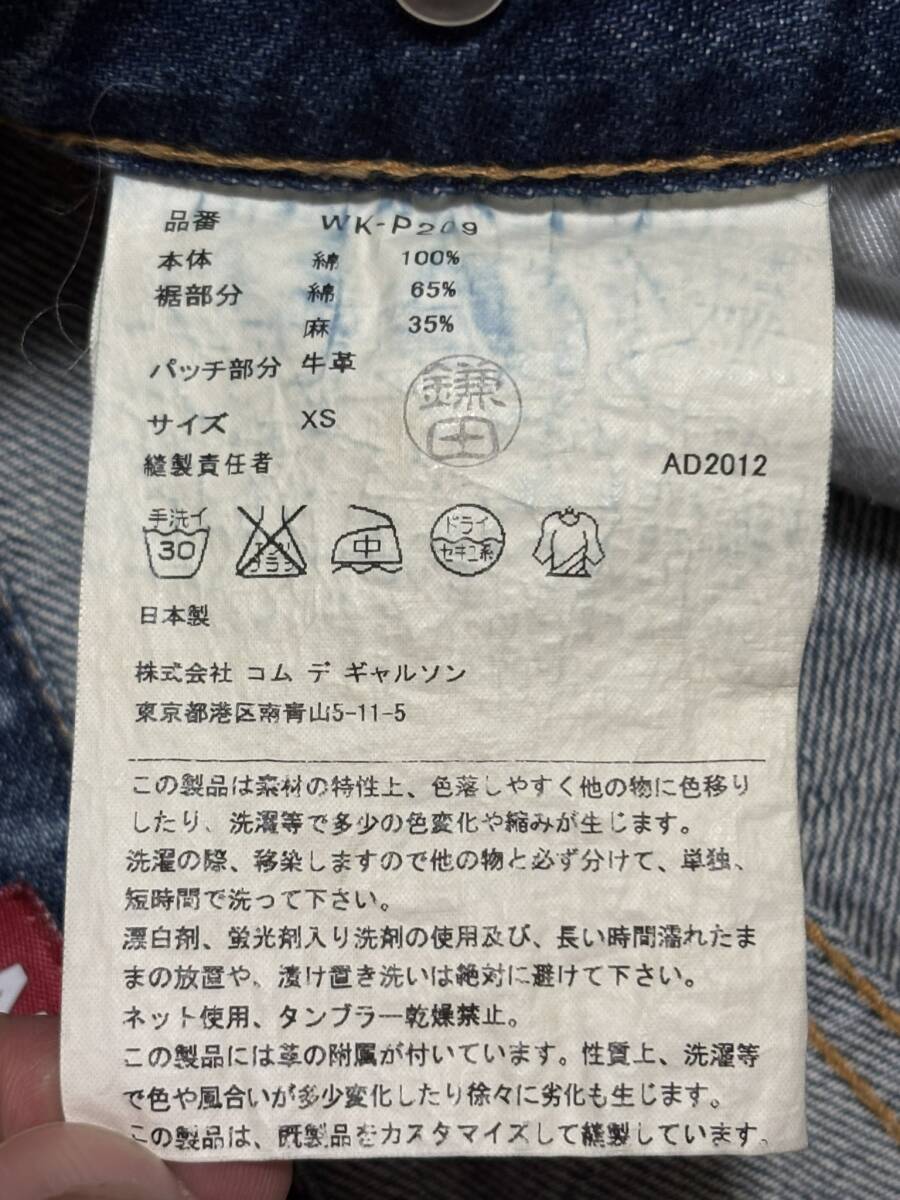 品番 WK-P209
本体 綿 100%
裾部分 綿 65%
麻 35%
パッチ部分 牛革
サイズ XS
鎌田
縫製責任者 AD2012
手洗イ 30
エンソ サラシ
中
ドライ セキユ系
日本製
株式会社 コム デ ギャルソン
東京都港区南青山5-11-5
この製品は素材の特性上、色落しやすく他の物に色移り
したり、洗濯等で多少の色変化や縮みが生じます。
洗濯の際、移染しますので他の物と必ず分けて、単独、
短時間で洗って下さい。
漂白剤、蛍光剤入り洗剤の使用及び、長い時間濡れたま
まの放置や、漬け置き洗いは絶対に避けて下さい。
ネット使用、タンブラー乾燥禁止。
この製品には革の附属が付いています。性質上、洗濯等
で色や風合いが多少変化したり徐々に劣化も生じます。
この製品は、既製品をカスタマイズして縫製しています。